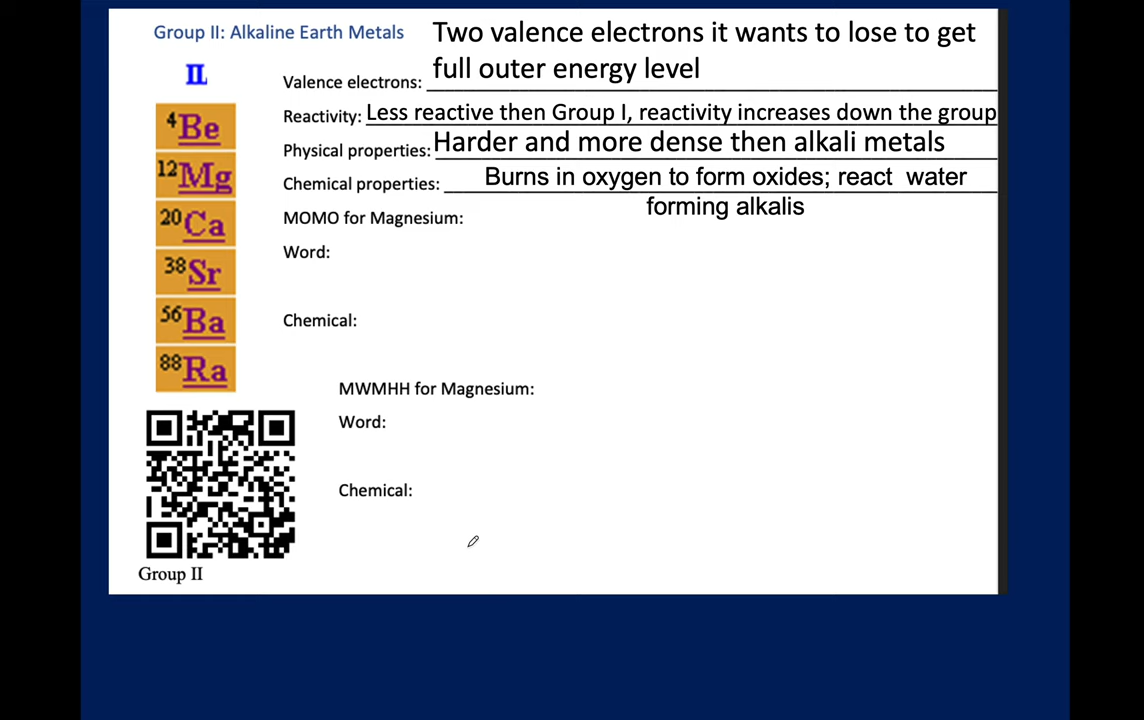 Group II: Alkaline Earth Metals
Two valence electrons it wants to lose to get
full outer energy level
II
Valence electrons:
Reactivity: Less reactive then Group I, reactivity increases down the group
Physical properties: Harder and more dense then alkali metals
Chemical properties: Burns in oxygen to form oxides; react water
forming alkalis
4Be
12Mg
20Ca
38Sr
56Ba
88Ra
MOMO for Magnesium:
Word:
Chemical:
MWMHH for Magnesium:
Word:
Chemical:
Group II